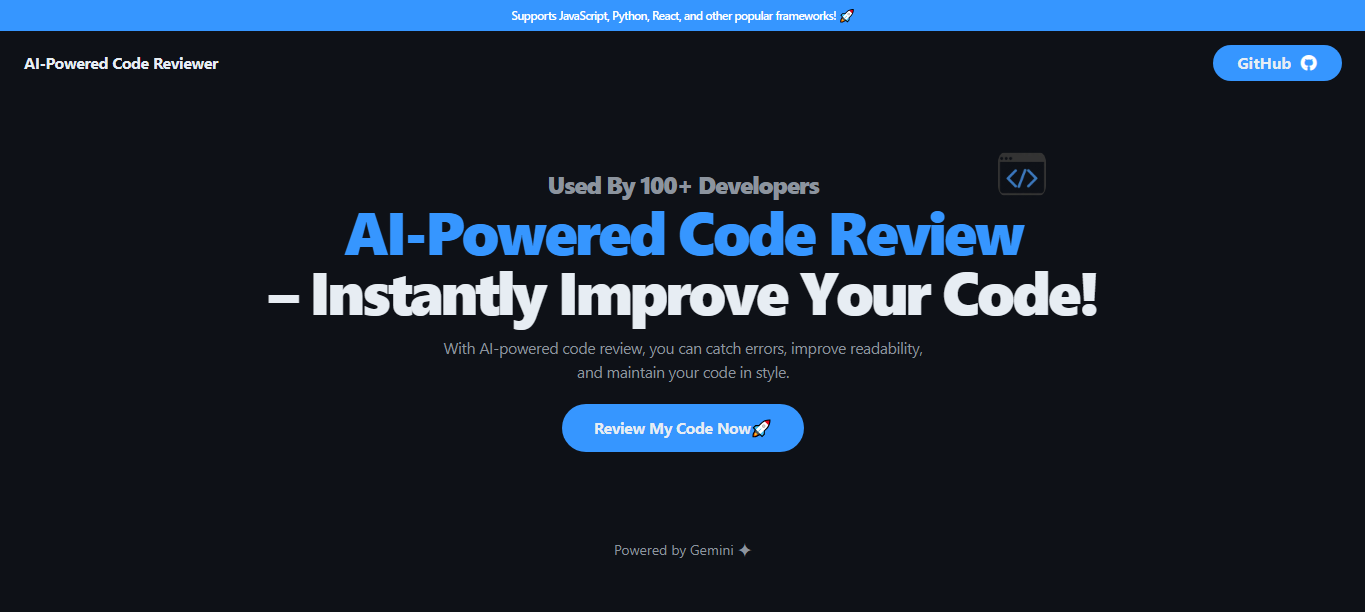 Supports JavaScript, Python, React, and other popular frameworks! 🚀
AI-Powered Code Reviewer
GitHub
Used By 100+ Developers
</>
AI-Powered Code Review
– Instantly Improve Your Code!
With AI-powered code review, you can catch errors, improve readability,
and maintain your code in style.
Review My Code Now🚀
Powered by Gemini ✦